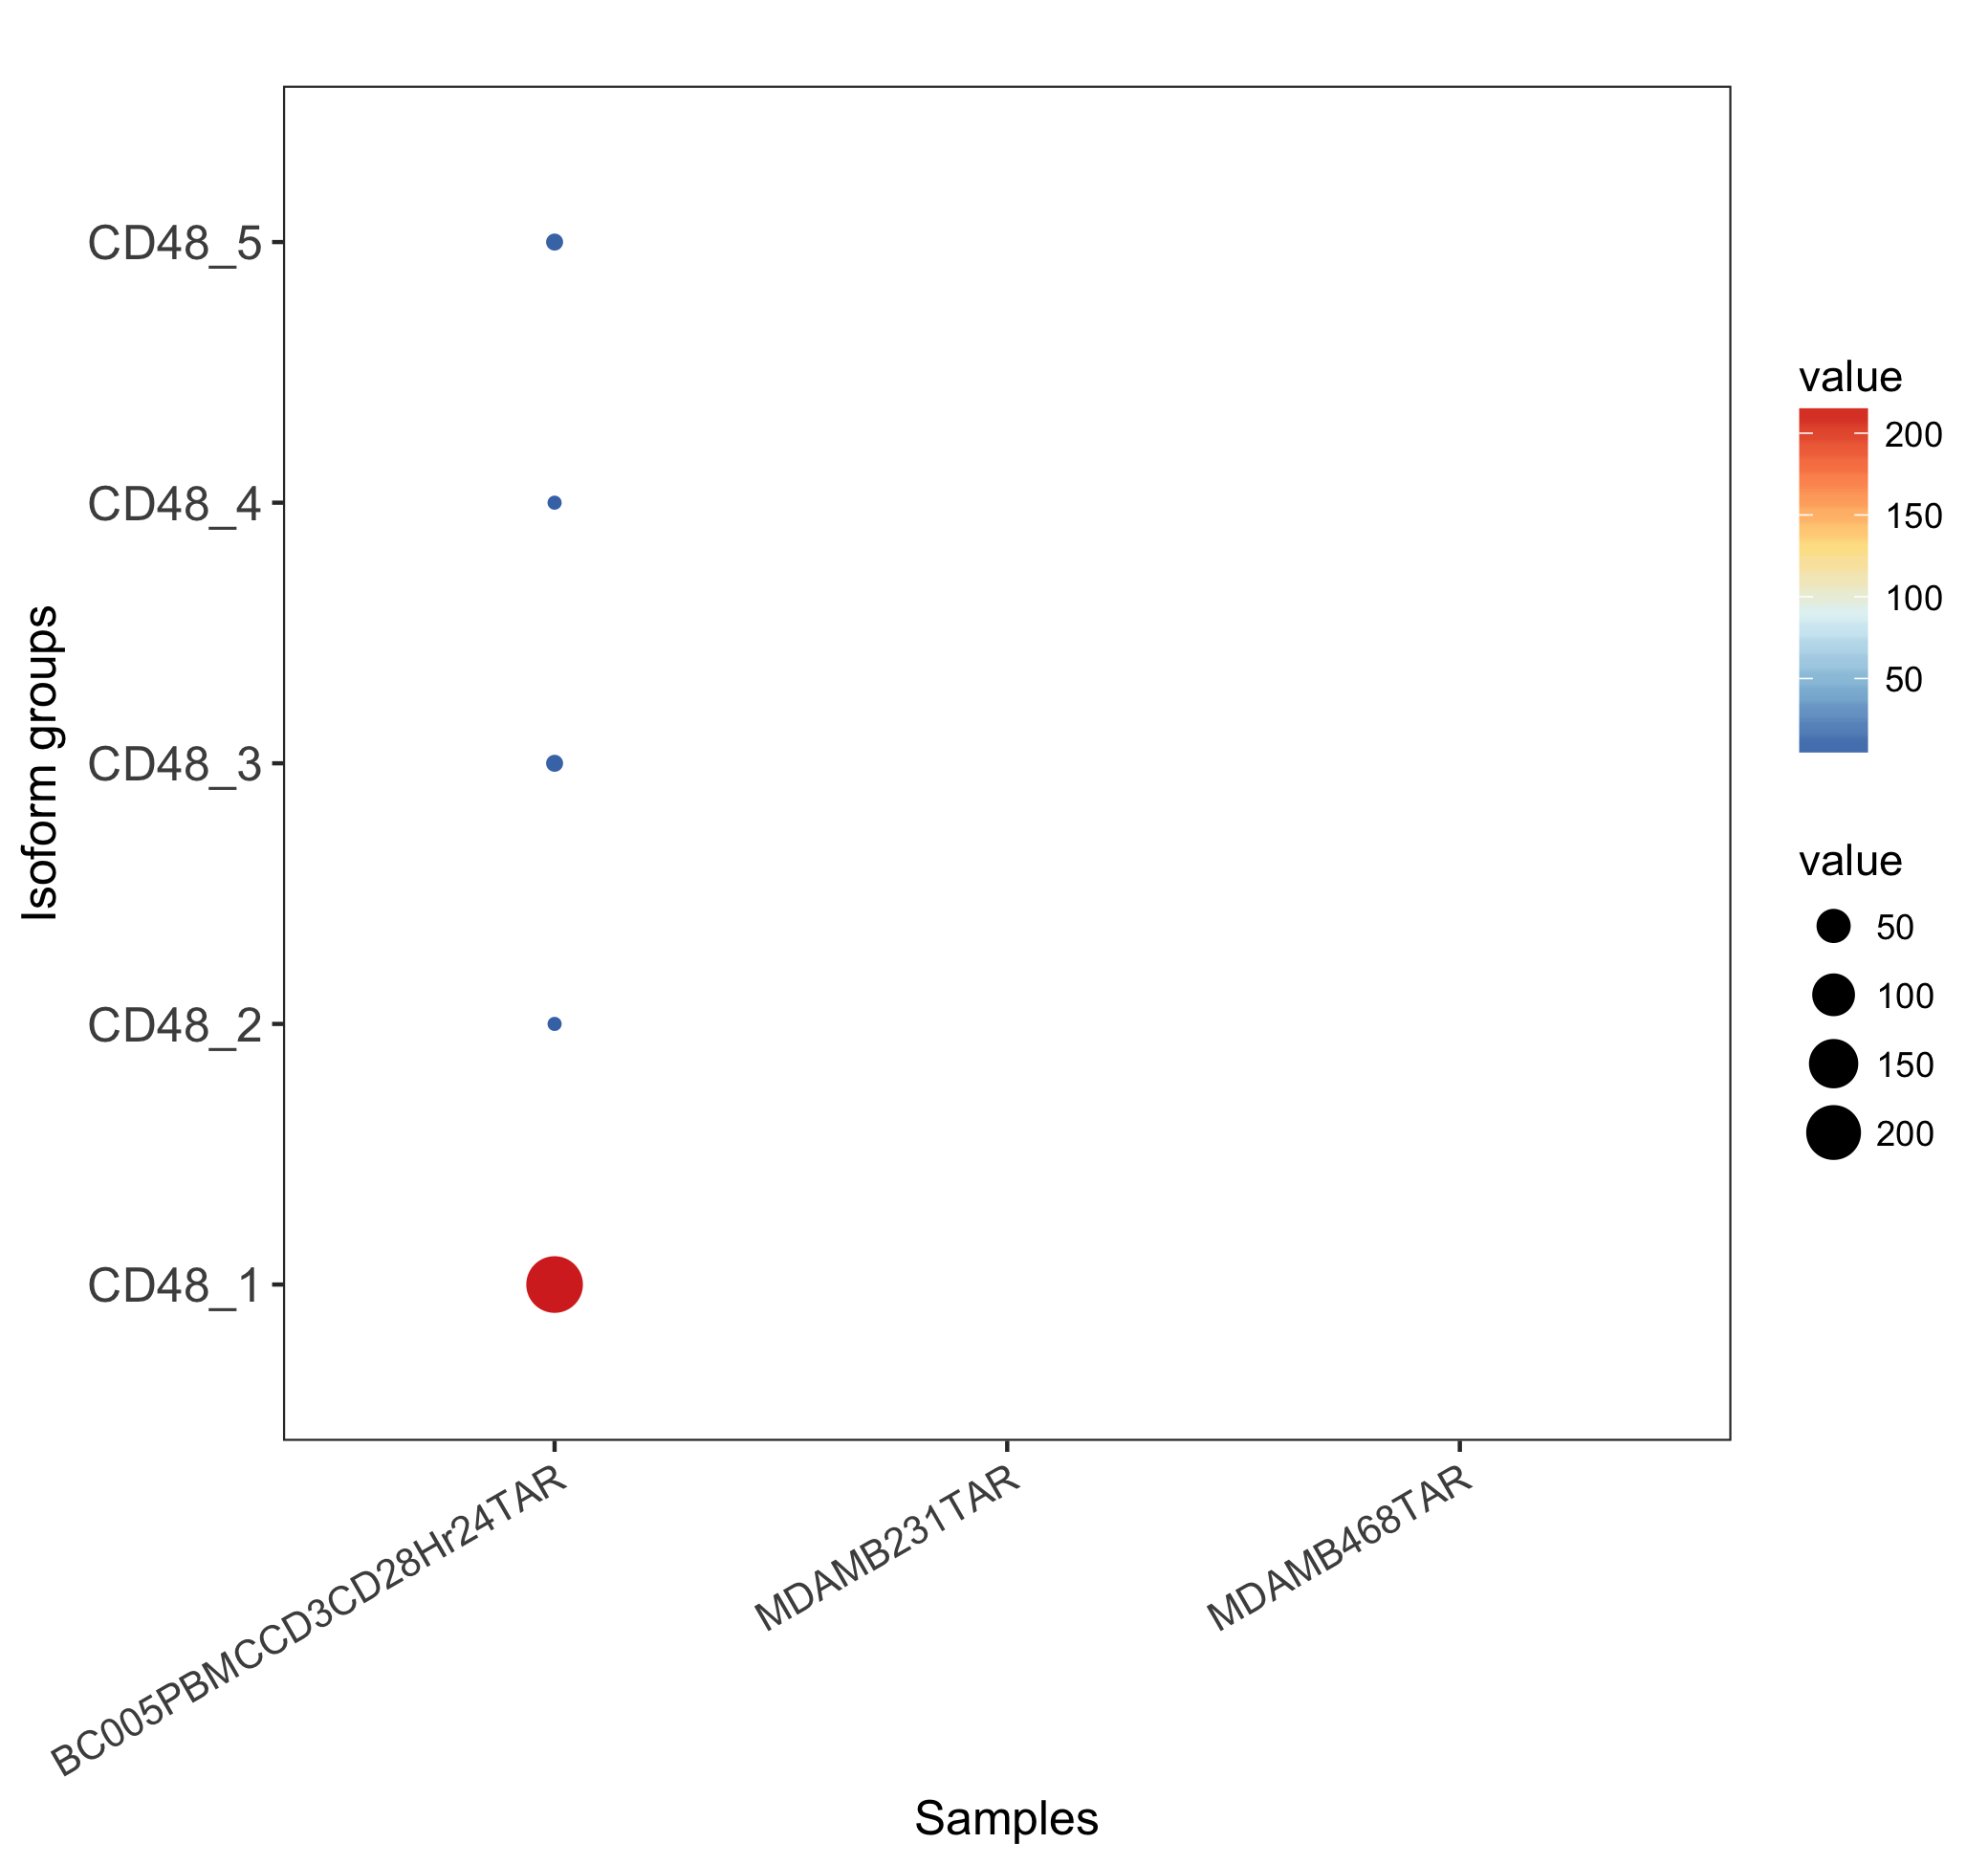 CD48_5
CD48_4
CD48_3
CD48_2
CD48_1
Isoform groups
BC005PBMCCD3CD28Hr24TAR
MDAMB231TAR
MDAMB468TAR
Samples
value
200
150
100
50
value
50
100
150
200